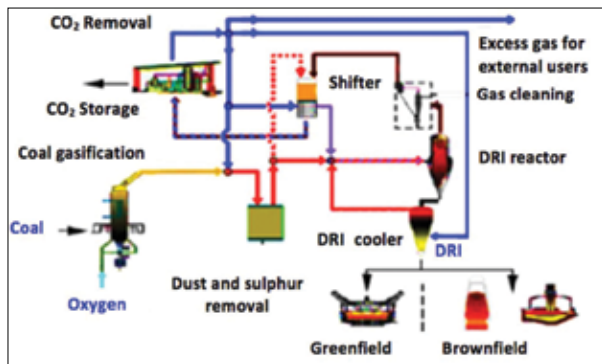 CO₂ Removal
Excess gas for
external users
Shifter
Gas cleaning
CO₂ Storage
Coal gasification
DRI reactor
Coal
DRI cooler
DRI
Oxygen
Dust and sulphur
removal
Greenfield
Brownfield